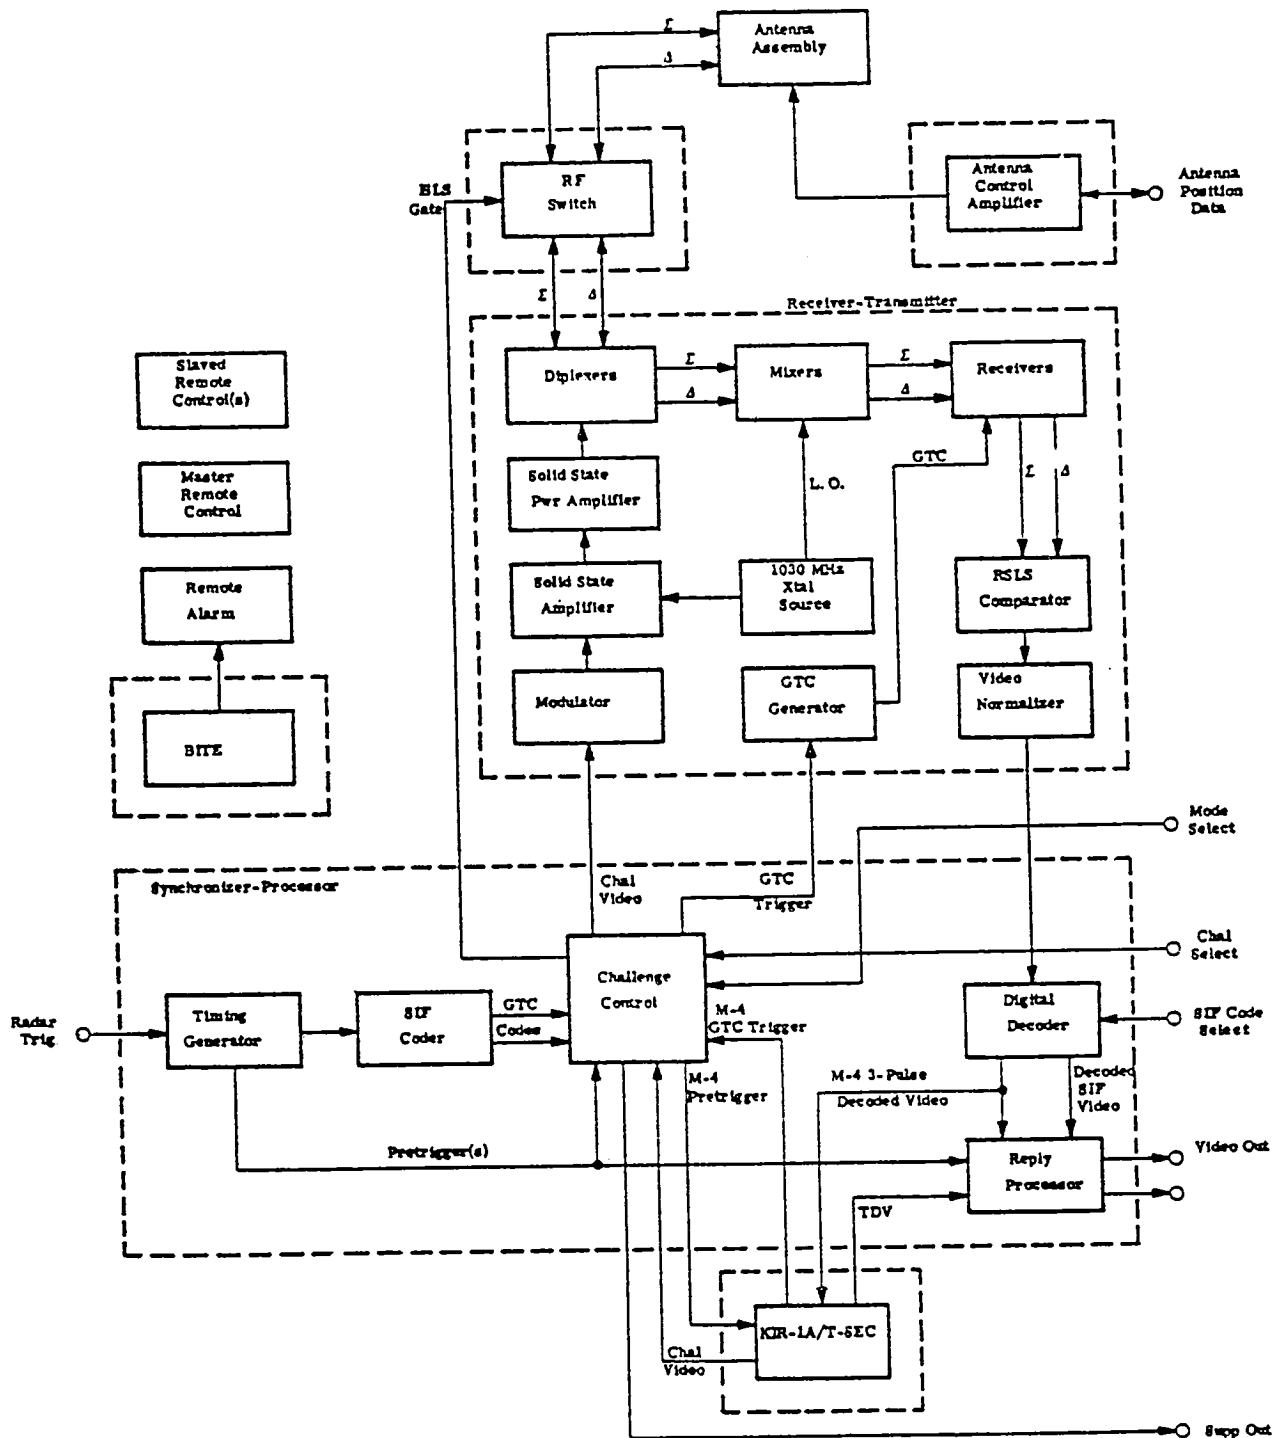 Σ
Antenna
Assembly
Δ
RF
Switch
Gate
Antenna
Control
Amplifier
Antenna
Position
Data
Σ
Δ
Receiver-Transmitter
Slaved
Remote
Control(s)
Diplexers
Σ
Δ
Mixers
Σ
Δ
Receivers
Master
Remote
Control
Solid State
Pwr Amplifier
L. O.
GTC
Σ
Δ
Remote
Alarm
Solid State
Amplifier
1030 MHz
Xtal
Source
RSLS
Comparator
BITE
Modulator
GTC
Generator
Video
Normalizer
Mode
Select
Synchronizer-Processor
Chal
Video
GTC
Trigger
Chal
Select
Radar
Trig.
Timing
Generator
SIF
Coder
GTC
Codes
Challenge
Control
M-4
GTC Trigger
Digital
Decoder
SIF Code
Select
M-4
Pretrigger
M-4 3-Pulse
Decoded Video
Decoded
SIF
Video
Pretrigger(s)
Reply
Processor
Video Out
TDV
KIR-1A/T-SEC
Chal
Video
Supp Out